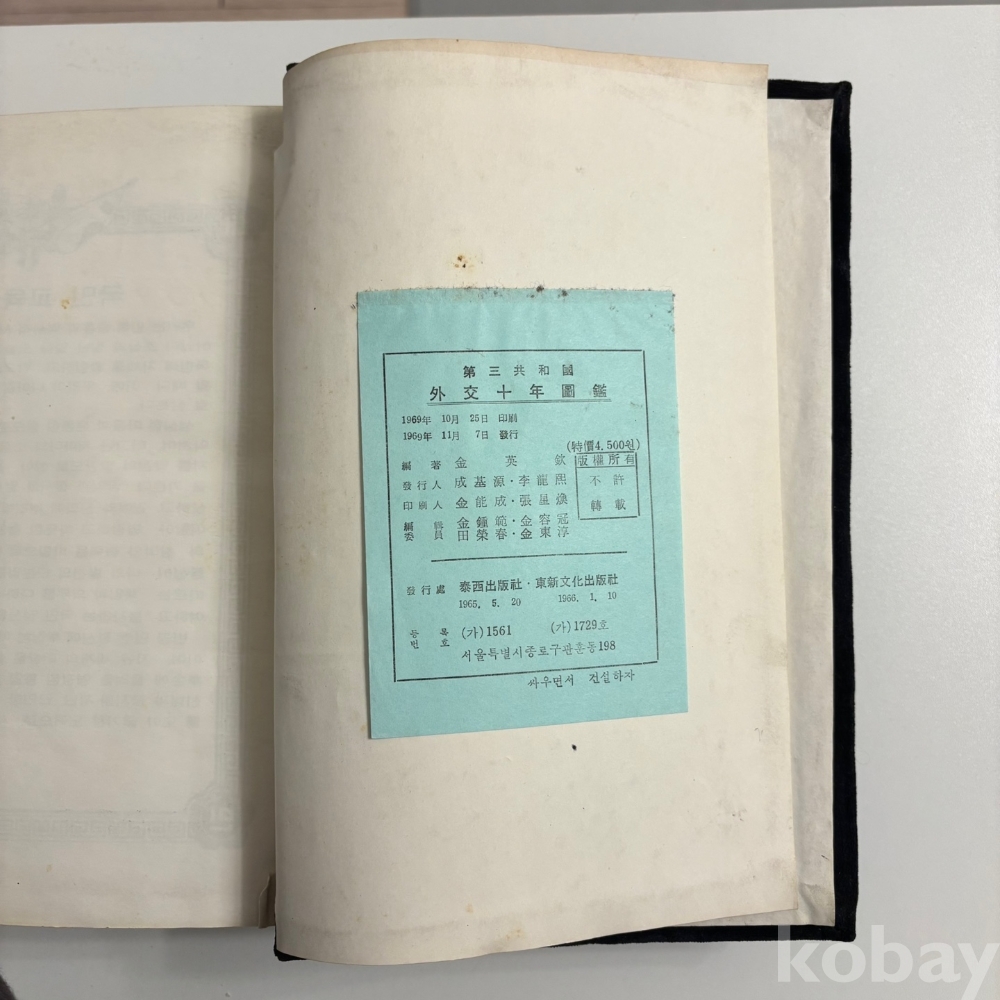 第三共和國
外交十年圖鑑
1969年 10月 25日 印刷
1969年 11月 7日 發行
(特價4,500원)
編著 金英欽
版權所有
發行人 成基源·李龍熙
不許
印刷人 金能成·張星煥
轉載
編輯委員 金鍾範·金容冠
田榮春·金東淳
發行處 泰西出版社·東新文化出版社
1965. 5. 20 1966. 1. 10
등록번호 (가)1561 (가)1729호
서울특별시종로구관훈동198
싸우면서 건설하자
kobay